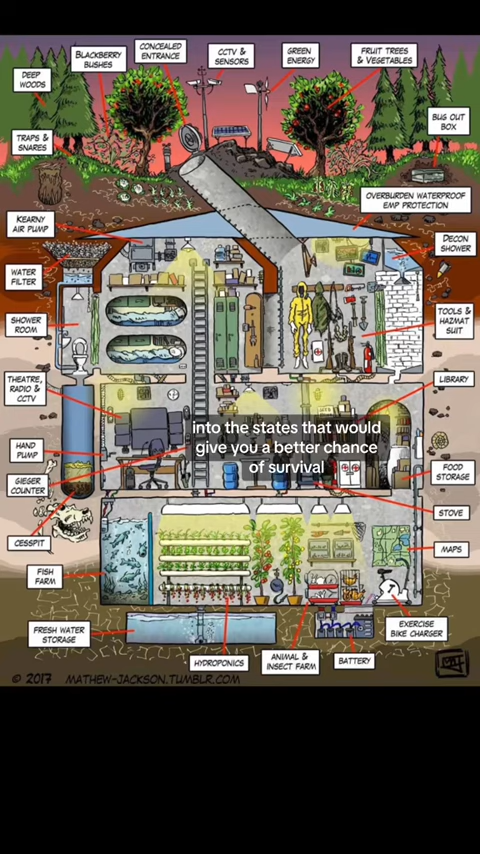 DEEP
WOODS
BLACKBERRY
BUSHES
CONCEALED
ENTRANCE
CCTV &
SENSORS
GREEN
ENERGY
FRUIT TREES
& VEGETABLES
BUG OUT
BOX
TRAPS &
SNARES
OVERBURDEN WATERPROOF
EMP PROTECTION
KEARNY
AIR PUMP
DECON
SHOWER
WATER
FILTER
SHOWER
ROOM
TOOLS &
HAZMAT
SUIT
THEATRE,
RADIO &
CCTV
LIBRARY
into the states that would
give you a better chance
of survival
HAND
PUMP
FOOD
STORAGE
GIEGER
COUNTER
STOVE
CESSPIT
MAPS
FISH
FARM
FRESH WATER
STORAGE
HYDROPONICS
ANIMAL &
INSECT FARM
BATTERY
EXERCISE
BIKE CHARGER
© 2017 MATHEW-JACKSON.TUMBLR.COM